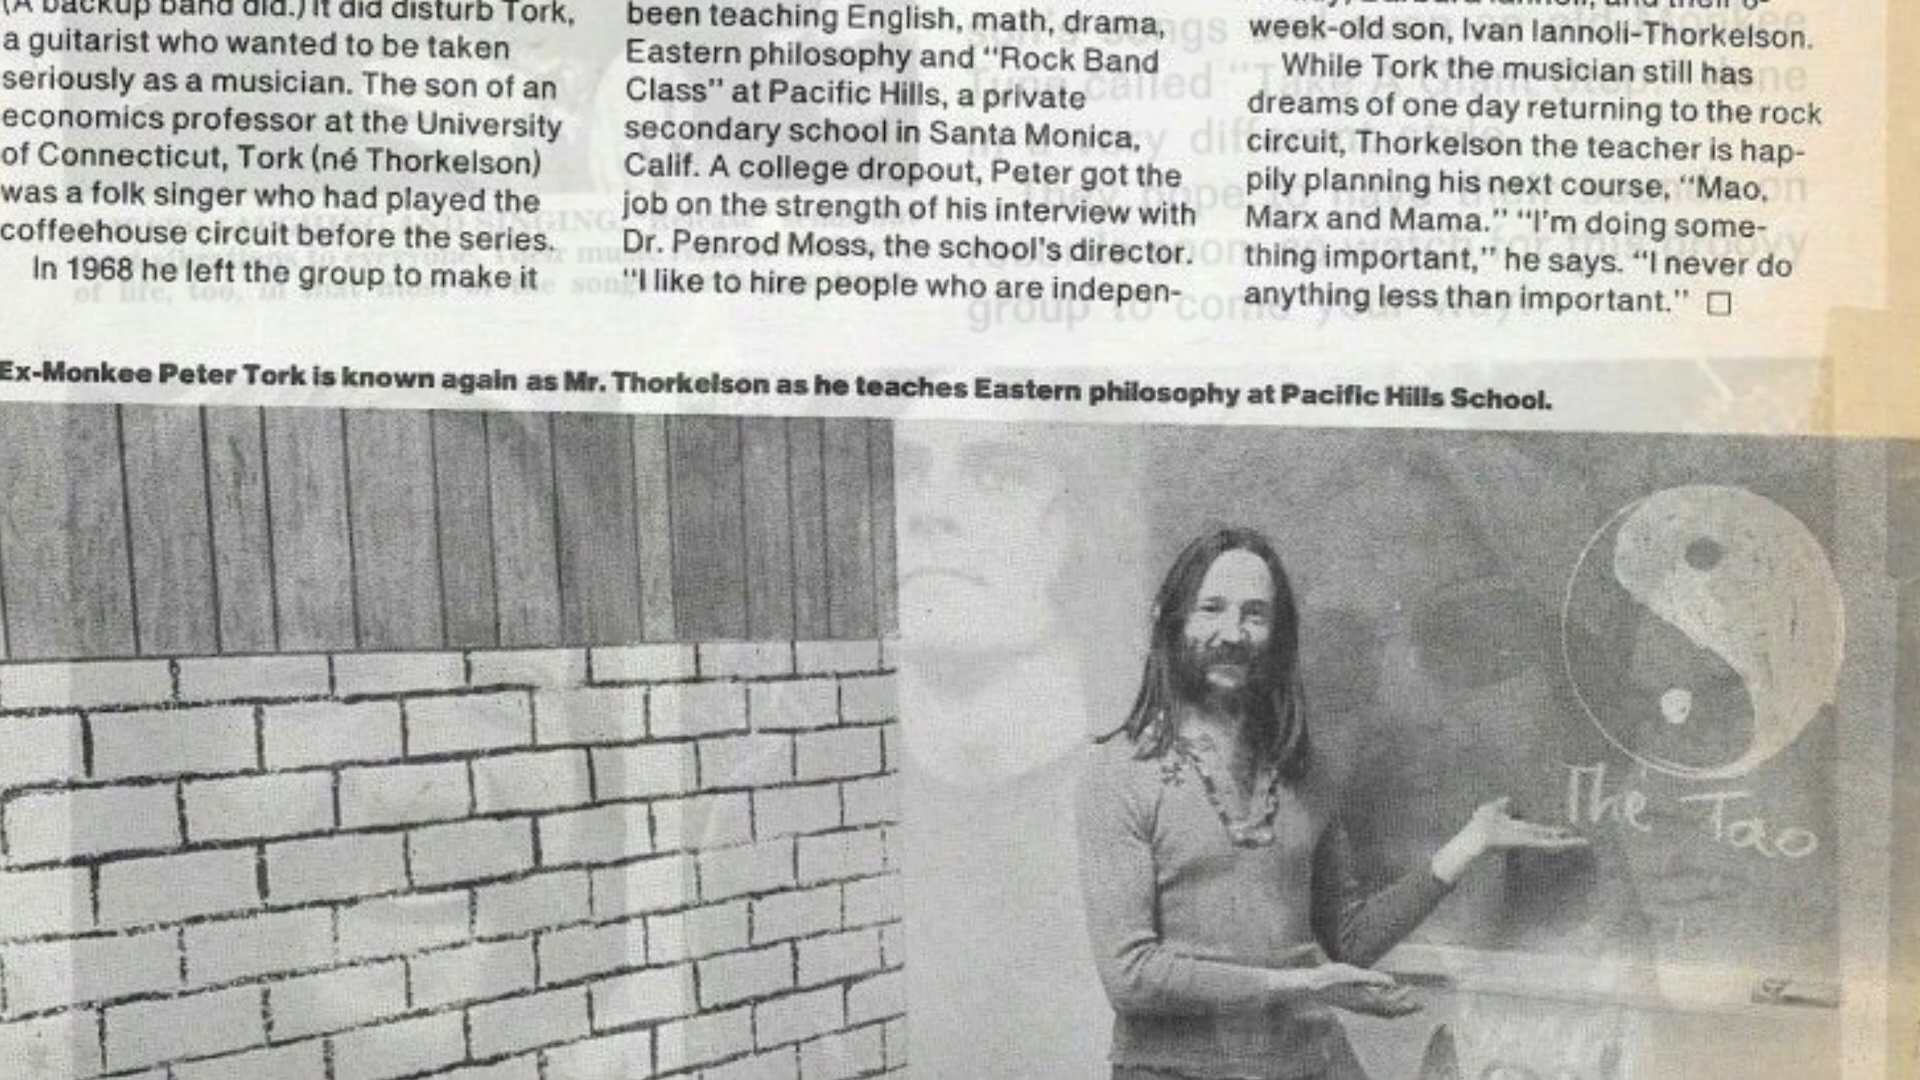 (A backup band did.) It did disturb Tork,
a guitarist who wanted to be taken
seriously as a musician. The son of an
economics professor at the University
of Connecticut, Tork (né Thorkelson)
was a folk singer who had played the
coffeehouse circuit before the series.
In 1968 he left the group to make it
been teaching English, math, drama,
Eastern philosophy and "Rock Band
Class" at Pacific Hills, a private
secondary school in Santa Monica,
Calif. A college dropout, Peter got the
job on the strength of his interview with
Dr. Penrod Moss, the school's director.
"I like to hire people who are indepen-
week-old son, Ivan Iannoli-Thorkelson.
While Tork the musician still has
dreams of one day returning to the rock
circuit, Thorkelson the teacher is hap-
pily planning his next course, "Mao,
Marx and Mama." "I'm doing some-
thing important," he says. "I never do
anything less than important." □
Ex-Monkee Peter Tork is known again as Mr. Thorkelson as he teaches Eastern philosophy at Pacific Hills School.
The Tao